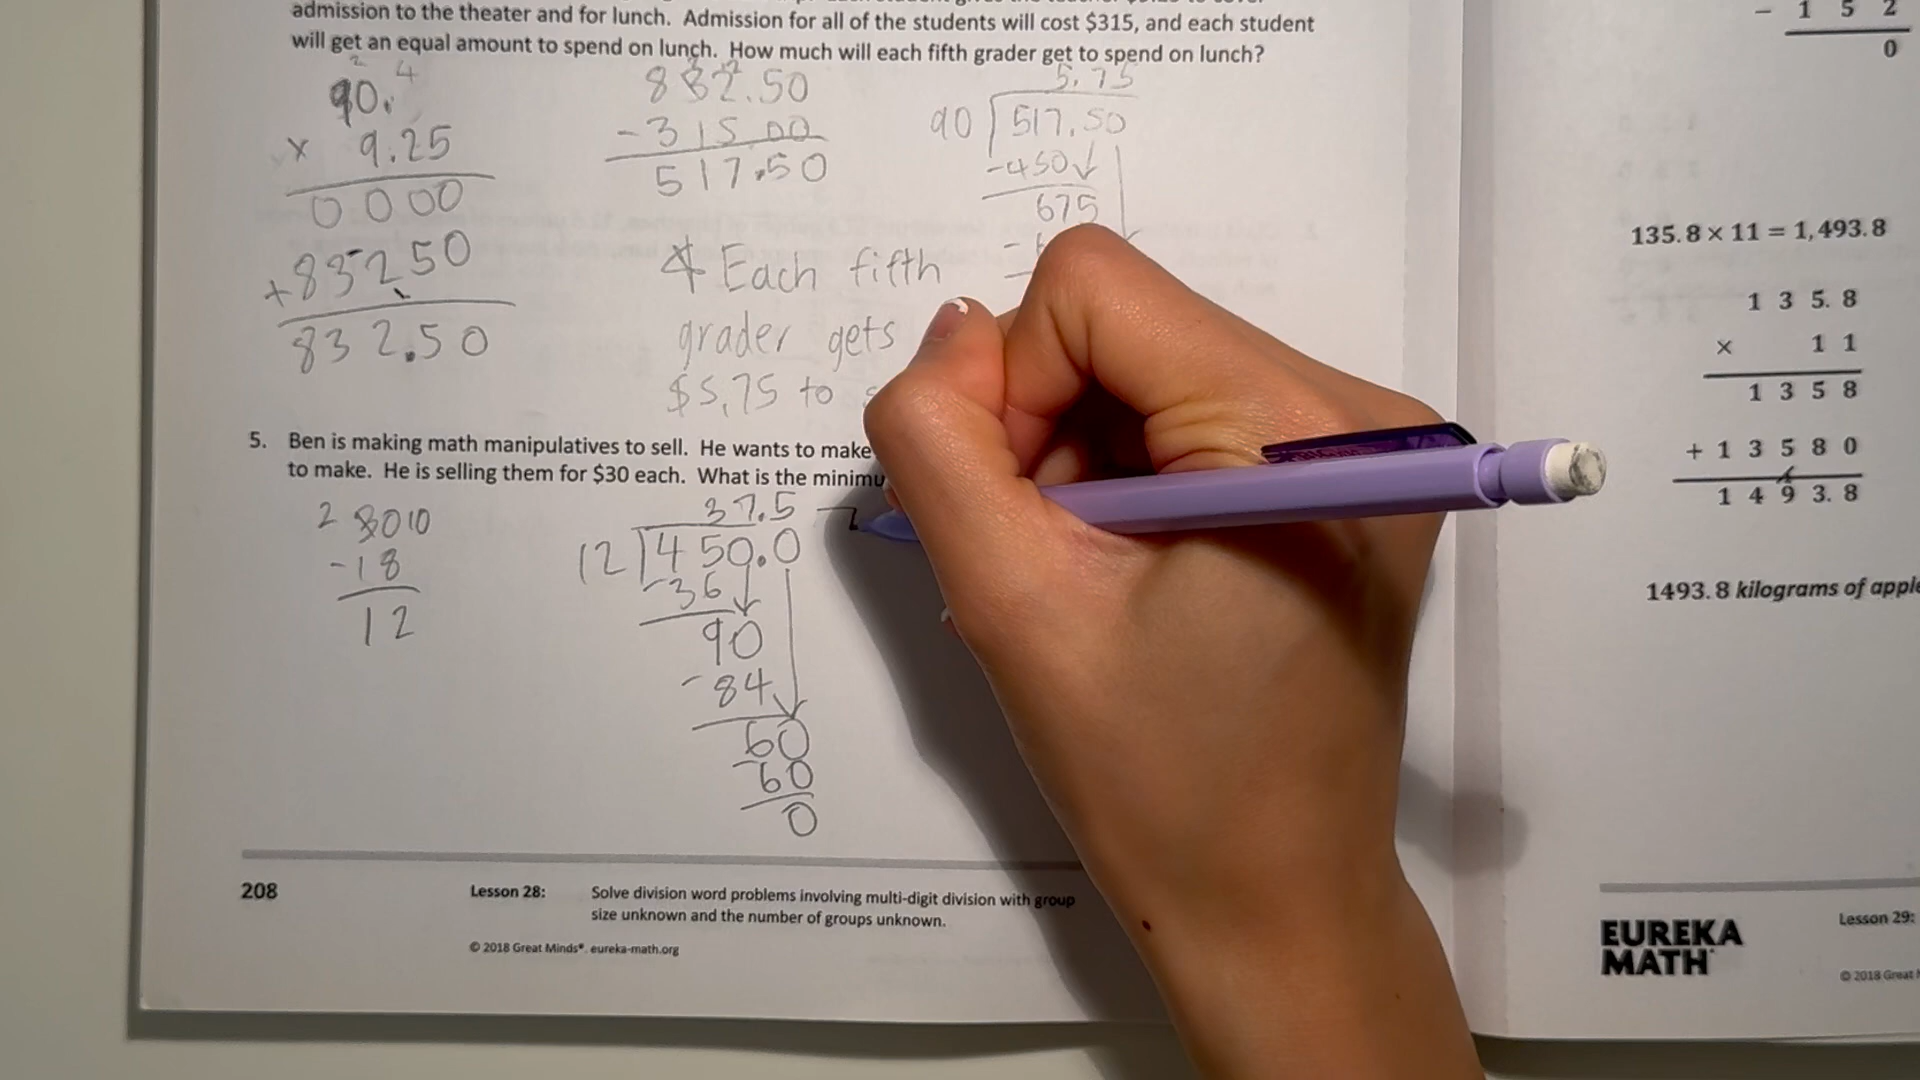 admission to the theater and for lunch. Admission for all of the students will cost $315, and each student
will get an equal amount to spend on lunch. How much will each fifth grader get to spend on lunch?
2 4
90.
x 9.25
0000
+83250
832.50
832.50
-315.00
517.50
5.75
90 517.50
-450
675
-
Each fifth
grader gets
$5.75 to
5. Ben is making math manipulatives to sell. He wants to make
to make. He is selling them for $30 each. What is the
2 8010
-18
12
37.5
12 450.0
-36
90
-84
60
-60
0
208
Lesson 28: Solve division word problems involving multi-digit division with group
size unknown and the number of groups unknown.
© 2018 Great Minds®. eureka-math.org
- 1 5 2
0
135.8 × 11 = 1,493.8
1 3 5. 8
× 1 1
1 3 5 8
+ 1 3 5 8 0
1 4 9 3. 8
1493.8 kilograms of
EUREKA
MATH
Lesson 29:
© 2018 Great